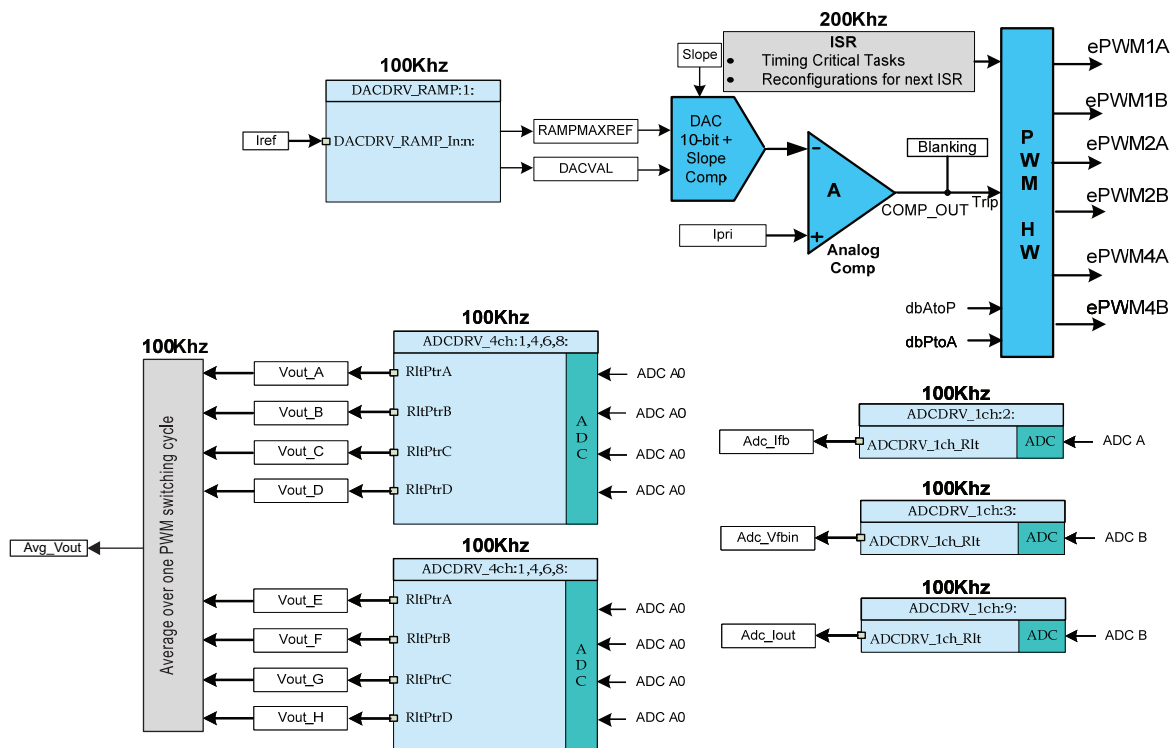 200Khz
ISR
• Timing Critical Tasks
• Reconfigurations for next ISR
Slope
100Khz
DACDRV_RAMP:1:
Iref
DACDRV_RAMP_In:n:
RAMPMAXREF
DACVAL
DAC
10-bit +
Slope
Comp
Ipri
−
A
+
Analog
Comp
Blanking
COMP_OUT
Trip
PWM HW
dbAtoP
dbPtoA
ePWM1A
ePWM1B
ePWM2A
ePWM2B
ePWM4A
ePWM4B
100Khz
Average over one PWM switching cycle
Avg_Vout
100Khz
ADCDRV_4ch:1,4,6,8:
Vout_A
RltPtrA
ADC A0
Vout_B
RltPtrB
ADC A0
Vout_C
RltPtrC
ADC A0
Vout_D
RltPtrD
ADC A0
ADC
100Khz
ADCDRV_4ch:1,4,6,8:
Vout_E
RltPtrA
ADC A0
Vout_F
RltPtrB
ADC A0
Vout_G
RltPtrC
ADC A0
Vout_H
RltPtrD
ADC A0
ADC
100Khz
ADCDRV_1ch:2:
Adc_Ifb
ADCDRV_1ch_Rlt
ADC
ADC A
100Khz
ADCDRV_1ch:3:
Adc_Vfbin
ADCDRV_1ch_Rlt
ADC
ADC B
100Khz
ADCDRV_1ch:9:
Adc_Iout
ADCDRV_1ch_Rlt
ADC
ADC B